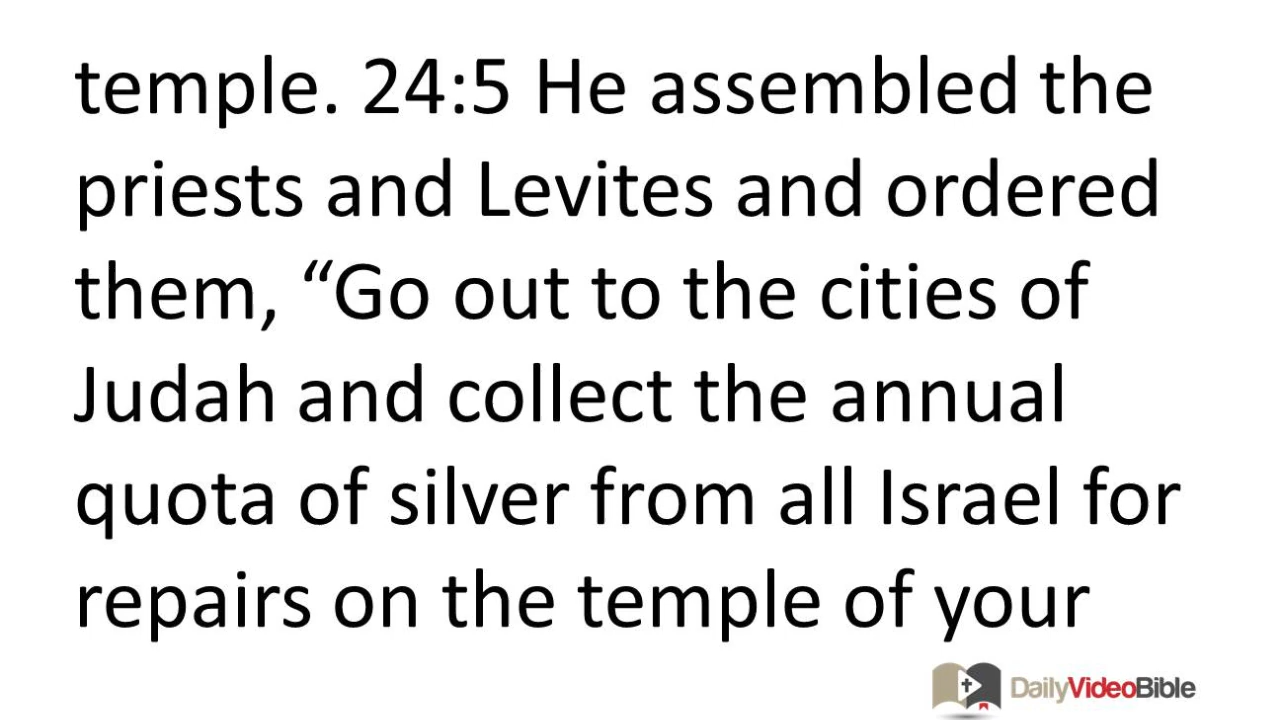 temple. 24:5 He assembled the
priests and Levites and ordered
them, “Go out to the cities of
Judah and collect the annual
quota of silver from all Israel for
repairs on the temple of your
DailyVideoBible